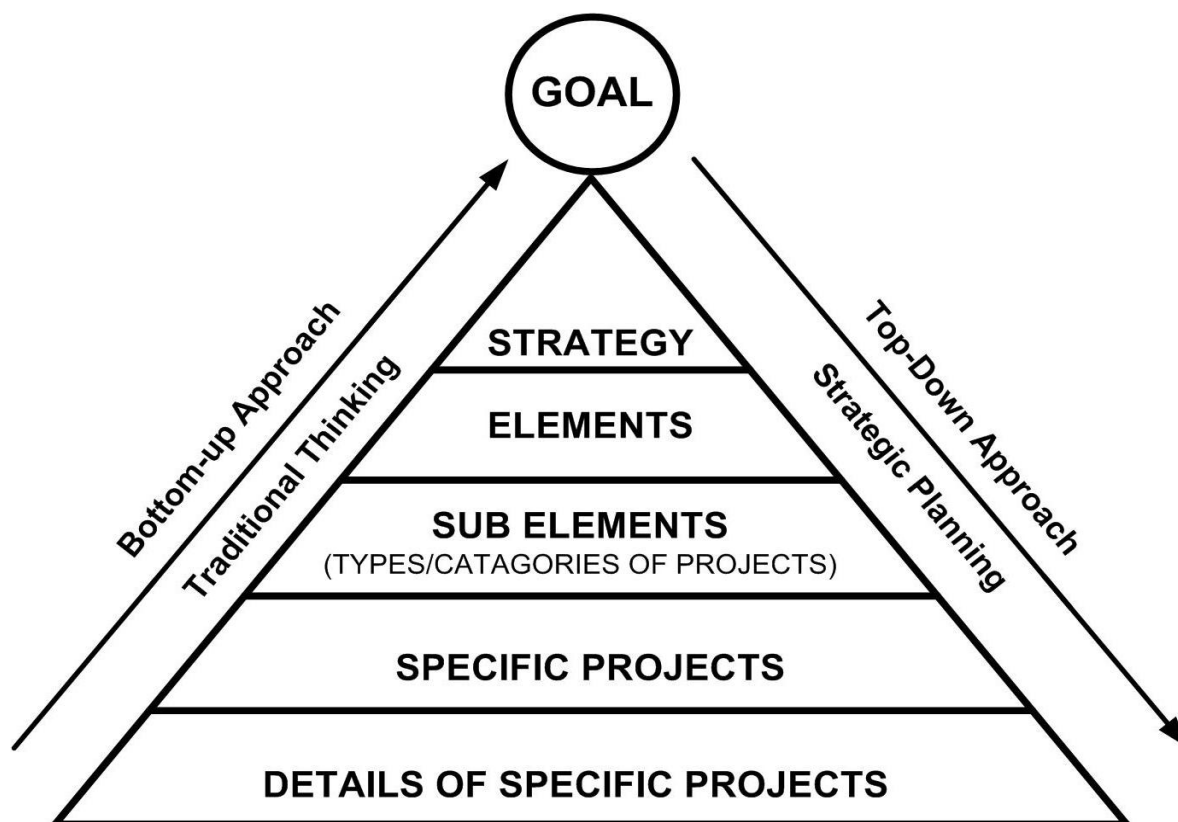 GOAL
Bottom-up Approach
Traditional Thinking
Top-Down Approach
Strategic Planning
STRATEGY
ELEMENTS
SUB ELEMENTS
(TYPES/CATAGORIES OF PROJECTS)
SPECIFIC PROJECTS
DETAILS OF SPECIFIC PROJECTS